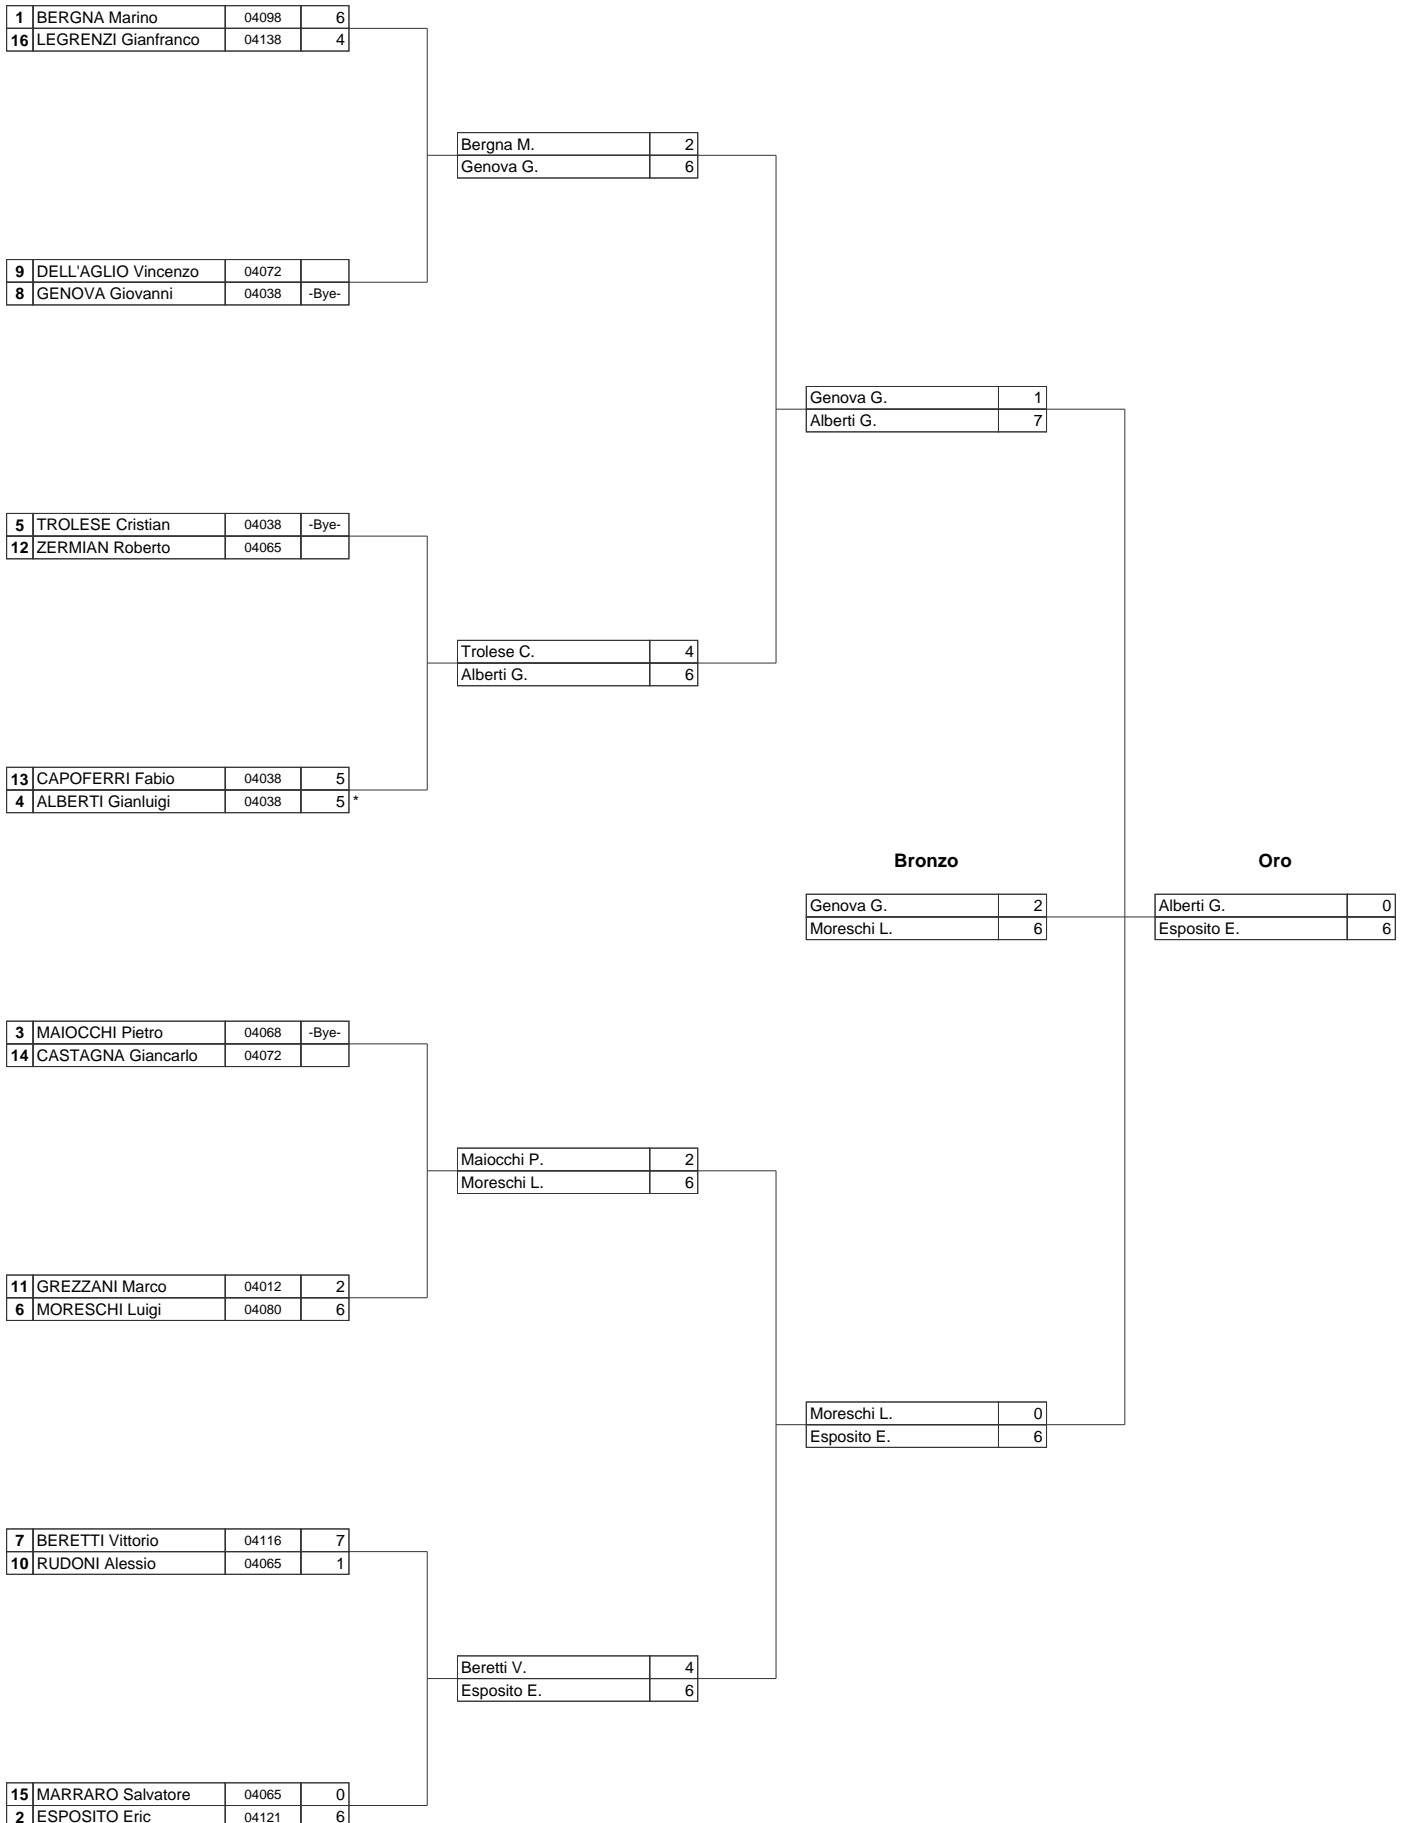 1 BERGNA Marino 04098 6
16 LEGRENZI Gianfranco 04138 4
Bergna M. 2
Genova G. 6
9 DELL'AGLIO Vincenzo 04072
8 GENOVA Giovanni 04038 -Bye-
Genova G. 1
Alberti G. 7
5 TROLESE Cristian 04038 -Bye-
12 ZERMIAN Roberto 04065
Trolese C. 4
Alberti G. 6
13 CAPOFERRI Fabio 04038 5
4 ALBERTI Gianluigi 04038 5 *
Bronzo Oro
Genova G. 2 Alberti G. 0
Moreschi L. 6 Esposito E. 6
3 MAIOCCHI Pietro 04068 -Bye-
14 CASTAGNA Giancarlo 04072
Maiocchi P. 2
Moreschi L. 6
11 GREZZANI Marco 04012 2
6 MORESCHI Luigi 04080 6
Moreschi L. 0
Esposito E. 6
7 BERETTI Vittorio 04116 7
10 RUDONI Alessio 04065 1
Beretti V. 4
Esposito E. 6
15 MARRARO Salvatore 04065 0
2 ESPOSITO Eric 04121 6